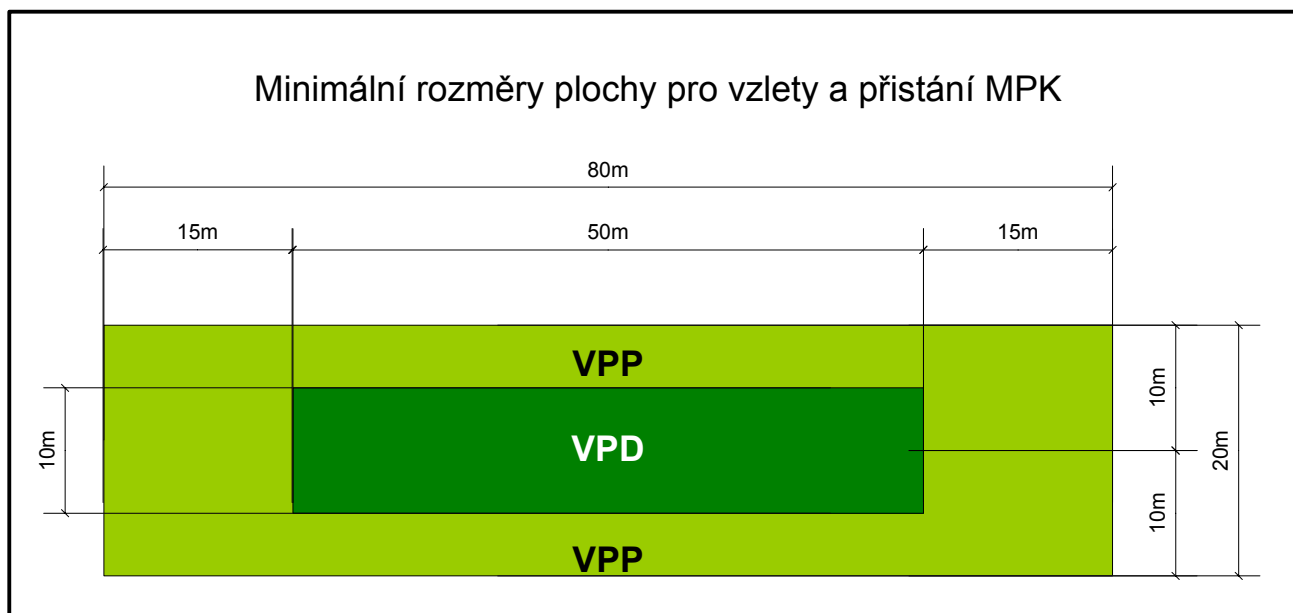 Minimální rozměry plochy pro vzlety a přistání MPK
80m
15m
50m
15m
VPP
10m
10m
VPD
20m
10m
VPP